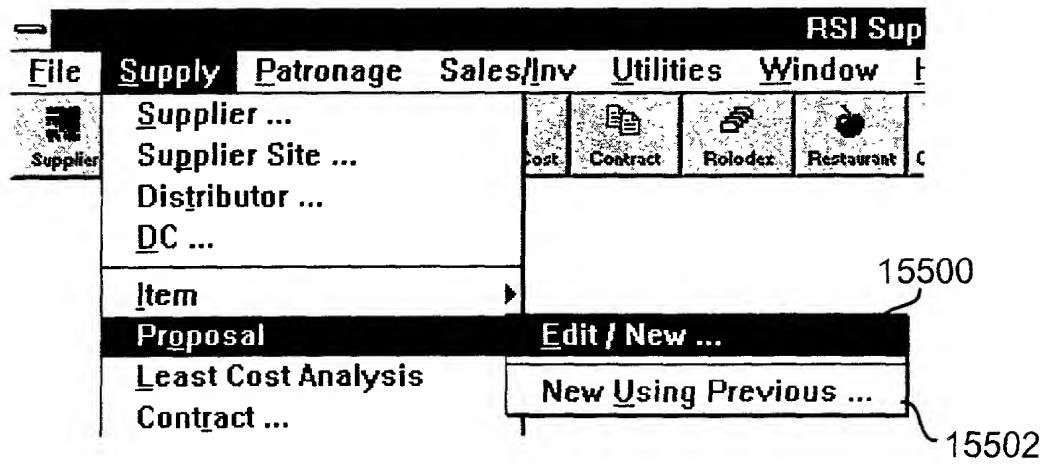 RSI Sup
File Supply Patronage Sales/Inv Utilities Window H
Supplier Cost Contract Rolodex Restaurant C
Supplier ...
Supplier Site ...
Distributor ...
DC ...
Item
Proposal
Least Cost Analysis
Contract ...
15500
Edit / New ...
New Using Previous ...
15502